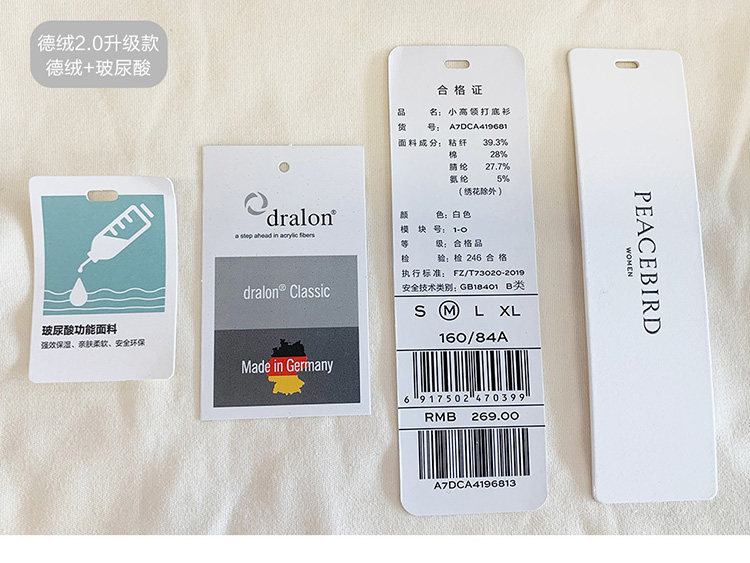 德绒2.0升级款
德绒+玻尿酸
玻尿酸功能面料
强效保湿、亲肤柔软、安全环保
dralon®
a step ahead in acrylic fibers
dralon® Classic
Made in Germany
合格证
品 名：小高领打底衫
货 号：A7DCA419681
面料成分：粘纤 39.3%
棉 28%
腈纶 27.7%
氨纶 5%
（绣花除外）
颜 色：白色
模 块 号：1-0
等 级：合格品
检 验：检 246 合格
执行标准：FZ/T73020-2019
安全技术类别：GB18401 B类
S M L XL
160/84A
6 917502 470399
RMB 269.00
A7DCA4196813
PEACEBIRD
WOMEN